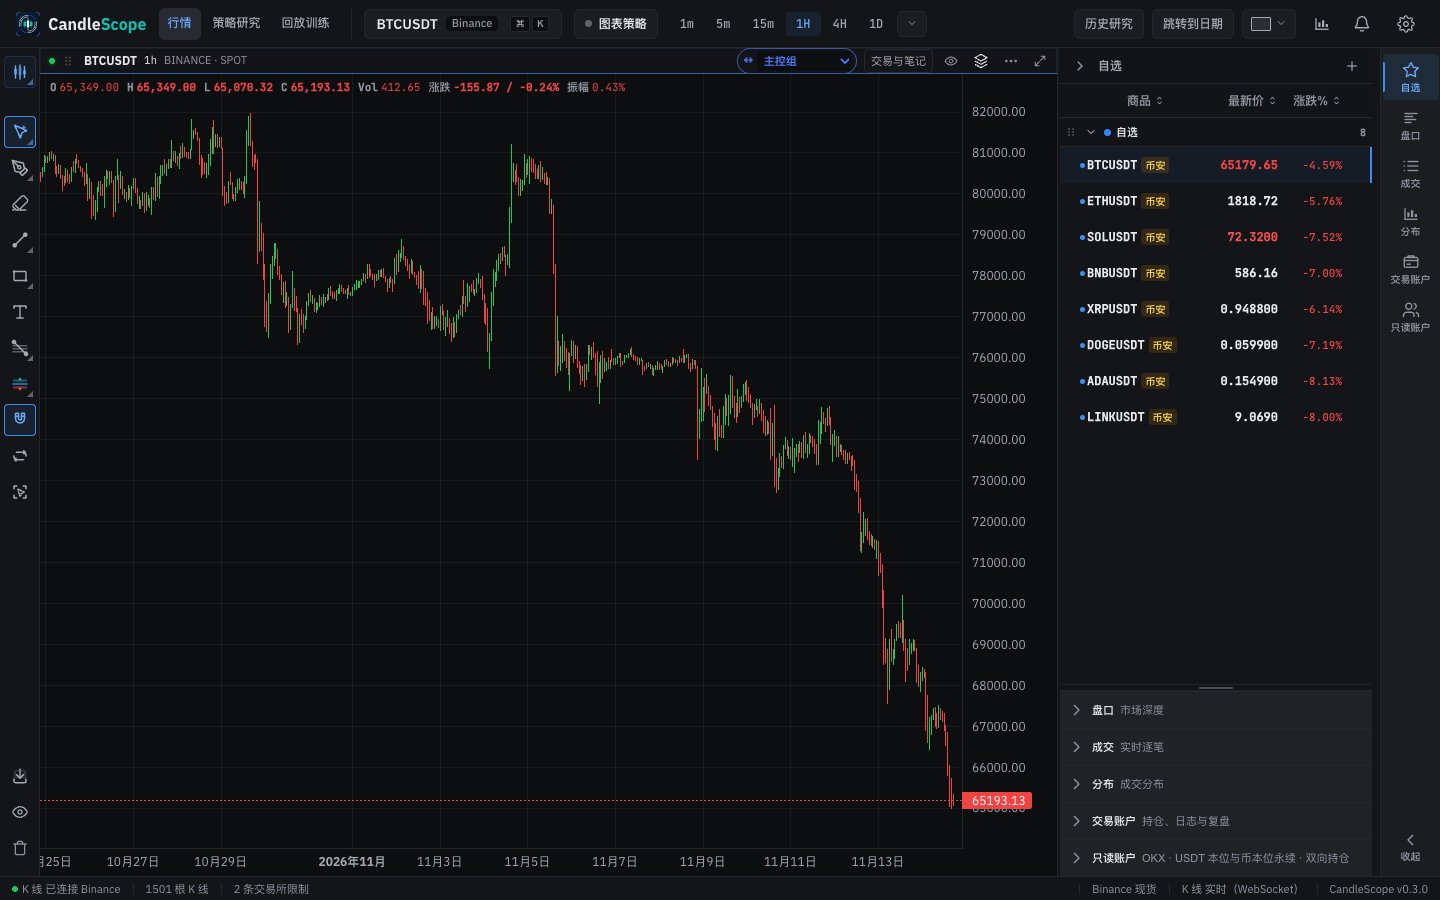 CandleScope 行情 策略研究 回放训练 BTCUSDT Binance ⌘ K 图表策略 1m 5m 15m 1H 4H 1D 历史研究 跳转到日期
BTCUSDT 1h BINANCE · SPOT 主控组 交易与笔记
O 65,349.00 H 65,349.00 L 65,070.32 C 65,193.13 Vol 412.65 涨跌 -155.87 / -0.24% 振幅 0.43%
82000.00
81000.00
80000.00
79000.00
78000.00
77000.00
76000.00
75000.00
74000.00
73000.00
72000.00
71000.00
70000.00
69000.00
68000.00
67000.00
66000.00
65193.13
月25日 10月27日 10月29日 2026年11月 11月3日 11月5日 11月7日 11月9日 11月11日 11月13日
自选
商品 最新价 涨跌%
自选 8
BTCUSDT 币安 65179.65 -4.59%
ETHUSDT 币安 1818.72 -5.76%
SOLUSDT 币安 72.3200 -7.52%
BNBUSDT 币安 586.16 -7.00%
XRPUSDT 币安 0.948800 -6.14%
DOGEUSDT 币安 0.059900 -7.19%
ADAUSDT 币安 0.154900 -8.13%
LINKUSDT 币安 9.0690 -8.00%
盘口 市场深度
成交 实时逐笔
分布 成交分布
交易账户 持仓、日志与复盘
只读账户 OKX · USDT 本位与币本位永续 · 双向持仓
自选
盘口
成交
分布
交易账户
只读账户
收起
K 线 已连接 Binance 1501 根 K 线 2 条交易所限制 Binance 现货 K 线 实时（WebSocket） CandleScope v0.3.0